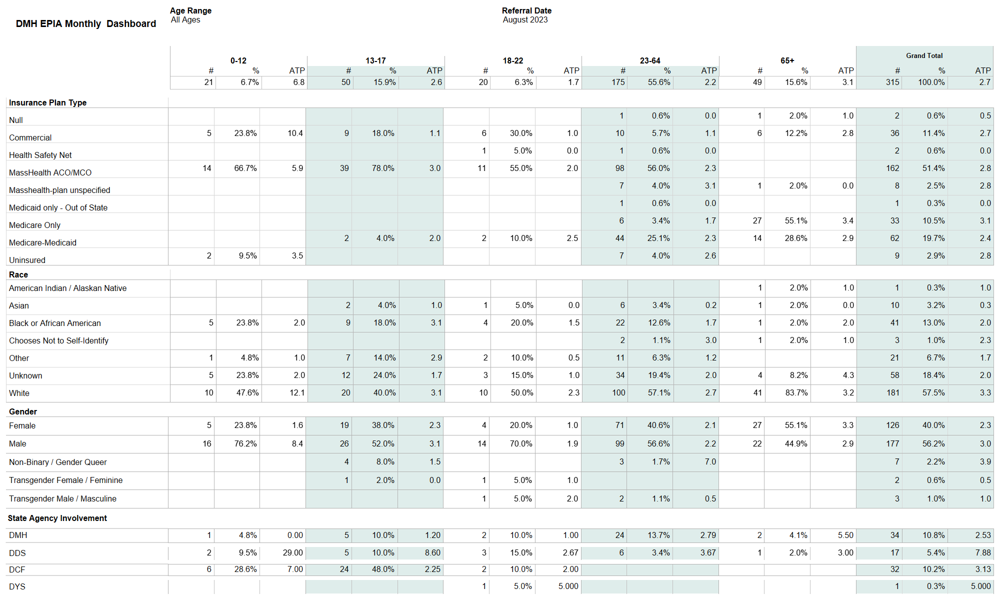 Age Range
All Ages
Referral Date
August 2023
DMH EPIA Monthly Dashboard
0-12 13-17 18-22 23-64 65+ Grand Total
# % ATP # % ATP # % ATP # % ATP # % ATP # % ATP
21 6.7% 6.8 50 15.9% 2.6 20 6.3% 1.7 175 55.6% 2.2 49 15.6% 3.1 315 100.0% 2.7
Insurance Plan Type
Null 1 0.6% 0.0 1 2.0% 1.0 2 0.6% 0.5
Commercial 5 23.8% 10.4 9 18.0% 1.1 6 30.0% 1.0 10 5.7% 1.1 6 12.2% 2.8 36 11.4% 2.7
Health Safety Net 1 5.0% 0.0 1 0.6% 0.0 2 0.6% 0.0
MassHealth ACO/MCO 14 66.7% 5.9 39 78.0% 3.0 11 55.0% 2.0 98 56.0% 2.3 162 51.4% 2.8
Masshealth-plan unspecified 7 4.0% 3.1 1 2.0% 0.0 8 2.5% 2.8
Medicaid only - Out of State 1 0.6% 0.0 1 0.3% 0.0
Medicare Only 6 3.4% 1.7 27 55.1% 3.4 33 10.5% 3.1
Medicare-Medicaid 2 4.0% 2.0 2 10.0% 2.5 44 25.1% 2.3 14 28.6% 2.9 62 19.7% 2.4
Uninsured 2 9.5% 3.5 7 4.0% 2.6 9 2.9% 2.8
Race
American Indian / Alaskan Native 1 2.0% 1.0 1 0.3% 1.0
Asian 2 4.0% 1.0 1 5.0% 0.0 6 3.4% 0.2 1 2.0% 0.0 10 3.2% 0.3
Black or African American 5 23.8% 2.0 9 18.0% 3.1 4 20.0% 1.5 22 12.6% 1.7 1 2.0% 2.0 41 13.0% 2.0
Chooses Not to Self-Identify 2 1.1% 3.0 1 2.0% 1.0 3 1.0% 2.3
Other 1 4.8% 1.0 7 14.0% 2.9 2 10.0% 0.5 11 6.3% 1.2 21 6.7% 1.7
Unknown 5 23.8% 2.0 12 24.0% 1.7 3 15.0% 1.0 34 19.4% 2.0 4 8.2% 4.3 58 18.4% 2.0
White 10 47.6% 12.1 20 40.0% 3.1 10 50.0% 2.3 100 57.1% 2.7 41 83.7% 3.2 181 57.5% 3.3
Gender
Female 5 23.8% 1.6 19 38.0% 2.3 4 20.0% 1.0 71 40.6% 2.1 27 55.1% 3.3 126 40.0% 2.3
Male 16 76.2% 8.4 26 52.0% 3.1 14 70.0% 1.9 99 56.6% 2.2 22 44.9% 2.9 177 56.2% 3.0
Non-Binary / Gender Queer 4 8.0% 1.5 3 1.7% 7.0 7 2.2% 3.9
Transgender Female / Feminine 1 2.0% 0.0 1 5.0% 1.0 2 0.6% 0.5
Transgender Male / Masculine 1 5.0% 2.0 2 1.1% 0.5 3 1.0% 1.0
State Agency Involvement
DMH 1 4.8% 0.00 5 10.0% 1.20 2 10.0% 1.00 24 13.7% 2.79 2 4.1% 5.50 34 10.8% 2.53
DDS 2 9.5% 29.00 5 10.0% 8.60 3 15.0% 2.67 6 3.4% 3.67 1 2.0% 3.00 17 5.4% 7.88
DCF 6 28.6% 7.00 24 48.0% 2.25 2 10.0% 2.00 32 10.2% 3.13
DYS 1 5.0% 5.000 1 0.3% 5.000